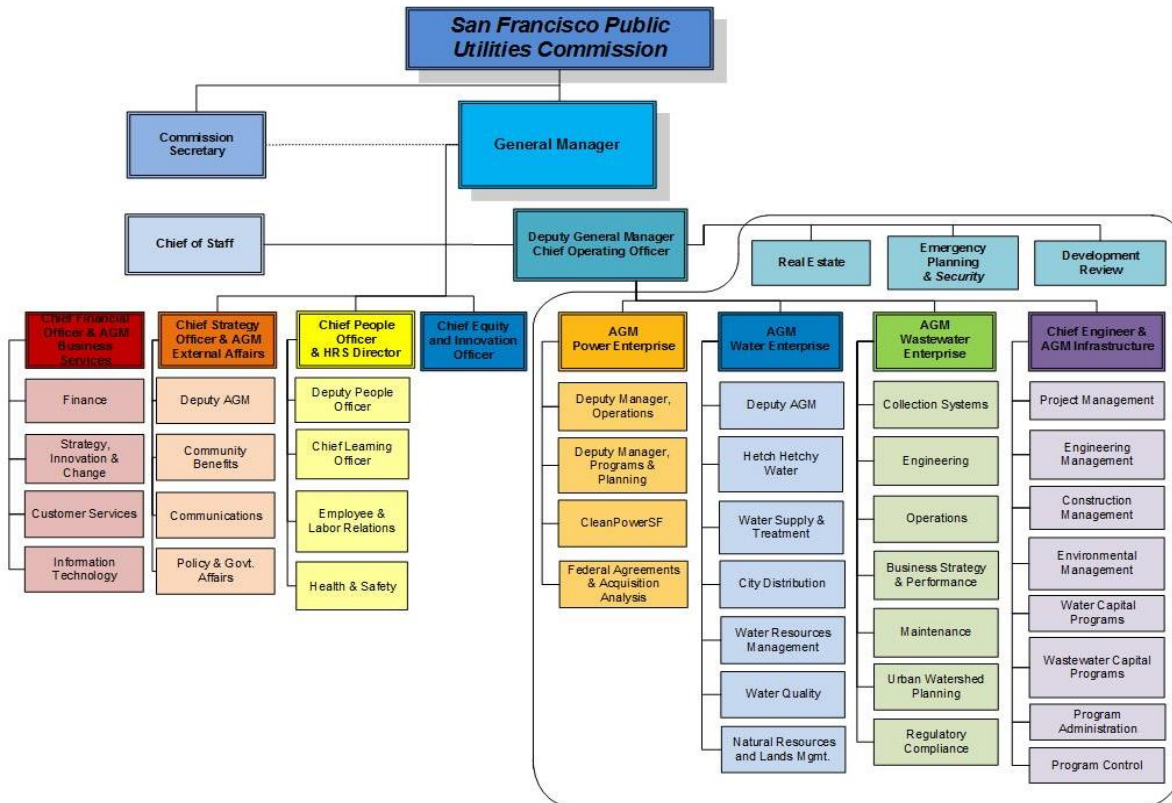 San Francisco Public
Utilities Commission
Commission
Secretary
General Manager
Chief of Staff
Deputy General Manager
Chief Operating Officer
Real Estate
Emergency
Planning
& Security
Development
Review
Chief Financial
Officer & AGM
Business
Services
Chief Strategy
Officer & AGM
External Affairs
Chief People
Officer
& HRS Director
Chief Equity
and Innovation
Officer
AGM
Power Enterprise
AGM
Water Enterprise
AGM
Wastewater
Enterprise
Chief Engineer &
AGM Infrastructure
Finance
Strategy,
Innovation &
Change
Customer Services
Information
Technology
Deputy AGM
Community
Benefits
Communications
Policy & Govt.
Affairs
Deputy People
Officer
Chief Learning
Officer
Employee &
Labor Relations
Health & Safety
Deputy Manager,
Operations
Deputy Manager,
Programs &
Planning
CleanPowerSF
Federal Agreements
& Acquisition
Analysis
Deputy AGM
Hetch Hetchy
Water
Water Supply &
Treatment
City Distribution
Water Resources
Management
Water Quality
Natural Resources
and Lands Mgmt.
Collection Systems
Engineering
Operations
Business Strategy
& Performance
Maintenance
Urban Watershed
Planning
Regulatory
Compliance
Project Management
Engineering
Management
Construction
Management
Environmental
Management
Water Capital
Programs
Wastewater Capital
Programs
Program
Administration
Program Control